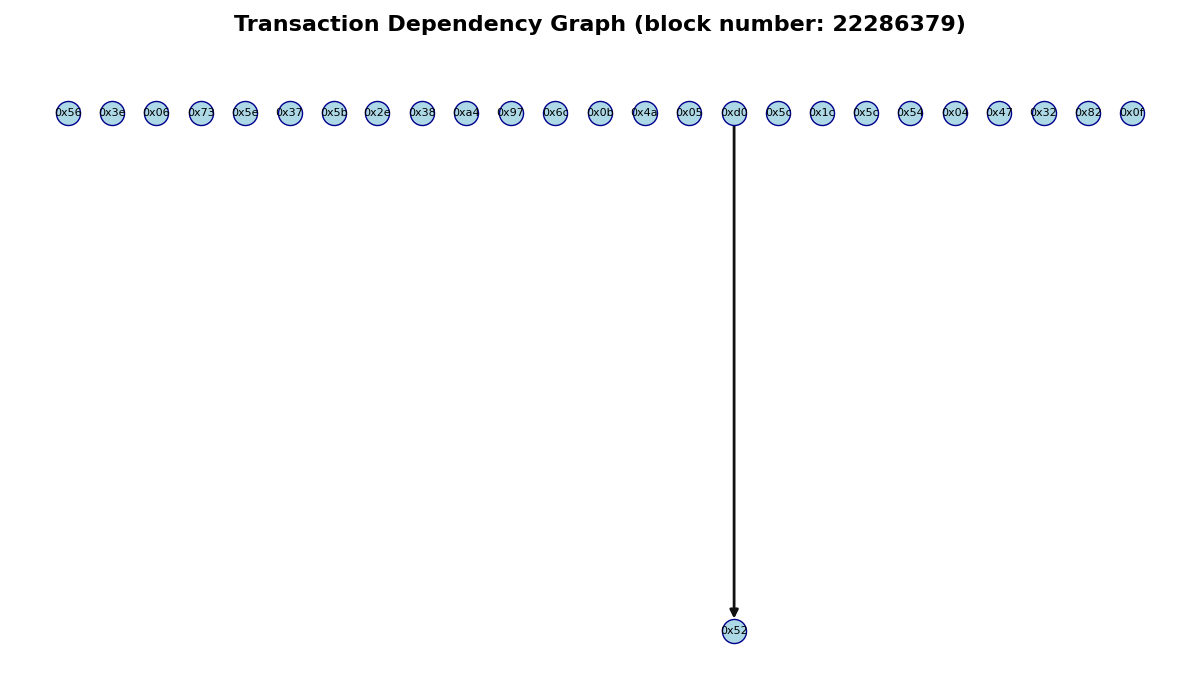 Transaction Dependency Graph (block number: 22286379)
0x56 0x3e 0x06 0x73 0x5e 0x37 0x5b 0x2e 0x38 0xa4 0x97 0x6c 0x0b 0x4a 0x05 0xd0 0x5c 0x1c 0x5c 0x54 0x04 0x47 0x32 0x82 0x0f
0x52